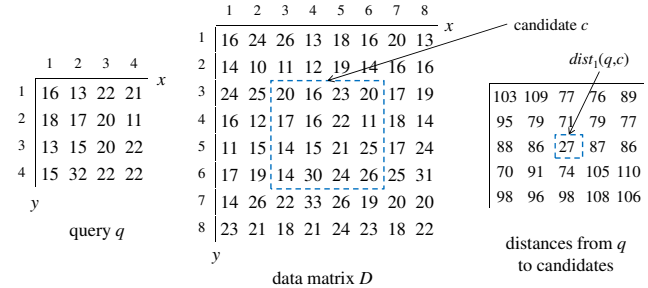 1 2 3 4 x
1 16 13 22 21
2 18 17 20 11
3 13 15 20 22
4 15 32 22 22
y
query q
1 2 3 4 5 6 7 8 x
1 16 24 26 13 18 16 20 13
2 14 10 11 12 19 14 16 16
3 24 25 20 16 23 20 17 19
4 16 12 17 16 22 11 18 14
5 11 15 14 15 21 25 17 24
6 17 19 14 30 24 26 25 31
7 14 26 22 33 26 19 20 20
8 23 21 18 21 24 23 18 22
y
data matrix D
candidate c
dist₁(q,c)
103 109 77 76 89
95 79 71 79 77
88 86 27 87 86
70 91 74 105 110
98 96 98 108 106
distances from q
to candidates